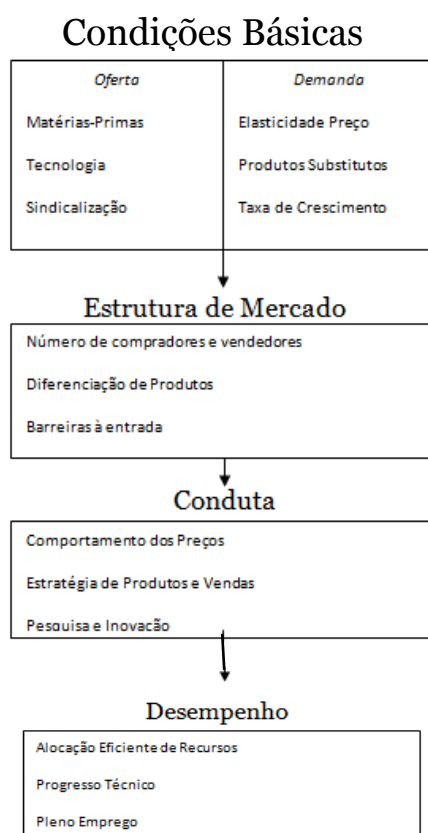 Condições Básicas
Oferta
Matérias-Primas
Tecnologia
Sindicalização
Demanda
Elasticidade Preço
Produtos Substitutos
Taxa de Crescimento
Estrutura de Mercado
Número de compradores e vendedores
Diferenciação de Produtos
Barreiras à entrada
Conduta
Comportamento dos Preços
Estratégia de Produtos e Vendas
Pesquisa e Inovação
Desempenho
Alocação Eficiente de Recursos
Progresso Técnico
Pleno Emprego